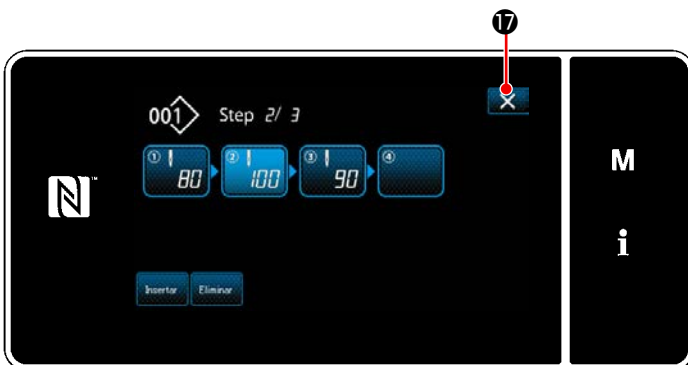 ⓱
001 Step 2/ 3
① 80 ② 100 ③ 90 ④
M
i
Insertar Eliminar